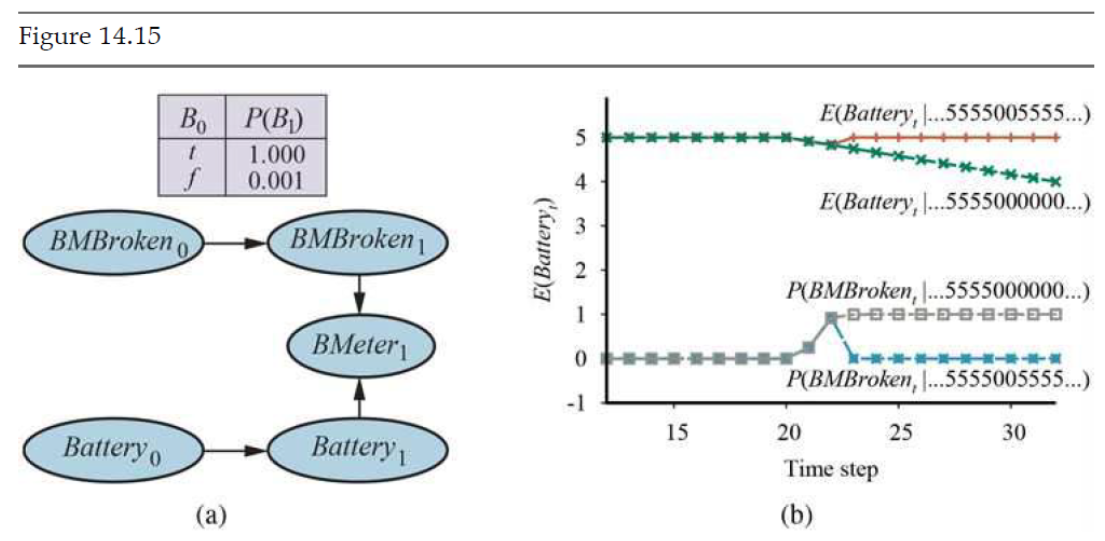 Figure 14.15
B₀ P(B₁)
t 1.000
f 0.001
BMBroken₀
BMBroken₁
BMeter₁
Battery₀
Battery₁
(a)
E(Batteryₜ)
5
4
3
2
1
0
-1
15 20 25 30
Time step
E(Batteryₜ |...5555005555...)
E(Batteryₜ |...5555000000...)
P(BMBrokenₜ |...5555000000...)
P(BMBrokenₜ |...5555005555...)
(b)